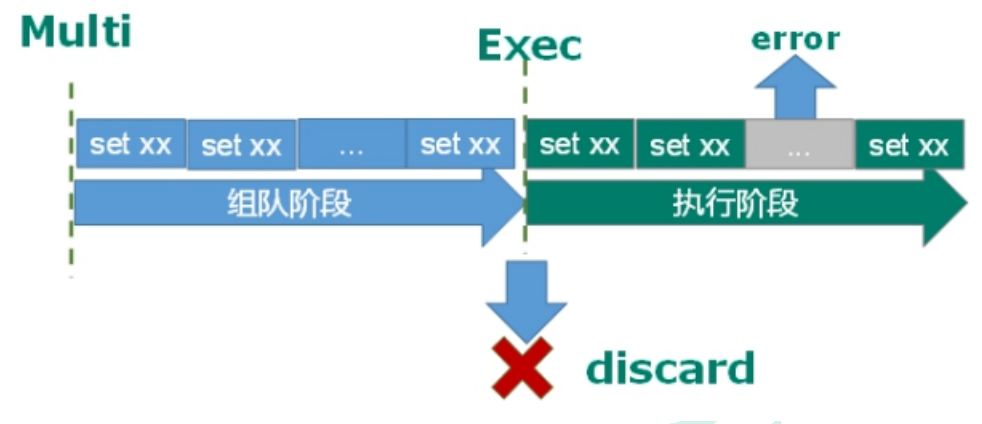 Multi
Exec
error
set xx
set xx
...
set xx
set xx
set xx
...
set xx
组队阶段
执行阶段
discard